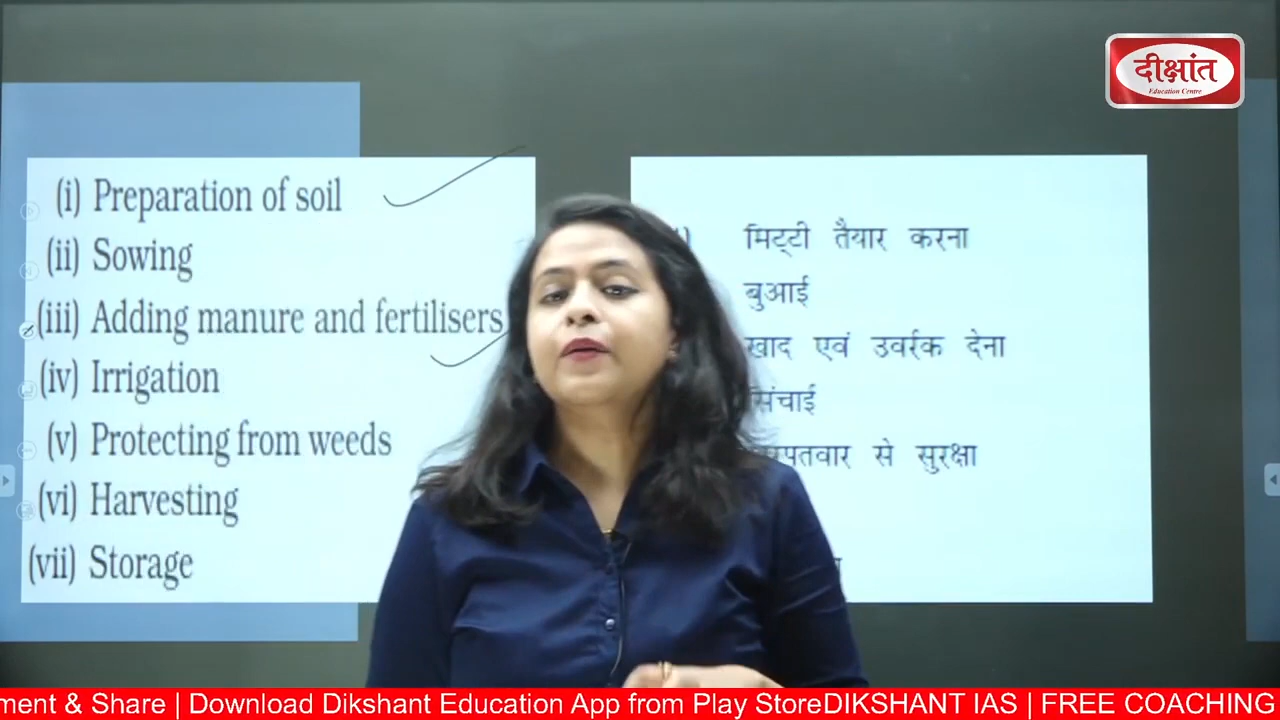 दीक्षांत
Education Centre
(i) Preparation of soil
(ii) Sowing
(iii) Adding manure and fertilisers
(iv) Irrigation
(v) Protecting from weeds
(vi) Harvesting
(vii) Storage
मिट्टी तैयार करना
बुआई
खाद एवं उर्वरक देना
सिंचाई
से सुरक्षा
ment & Share | Download Dikshant Education App from Play StoreDIKSHANT IAS | FREE COACHING